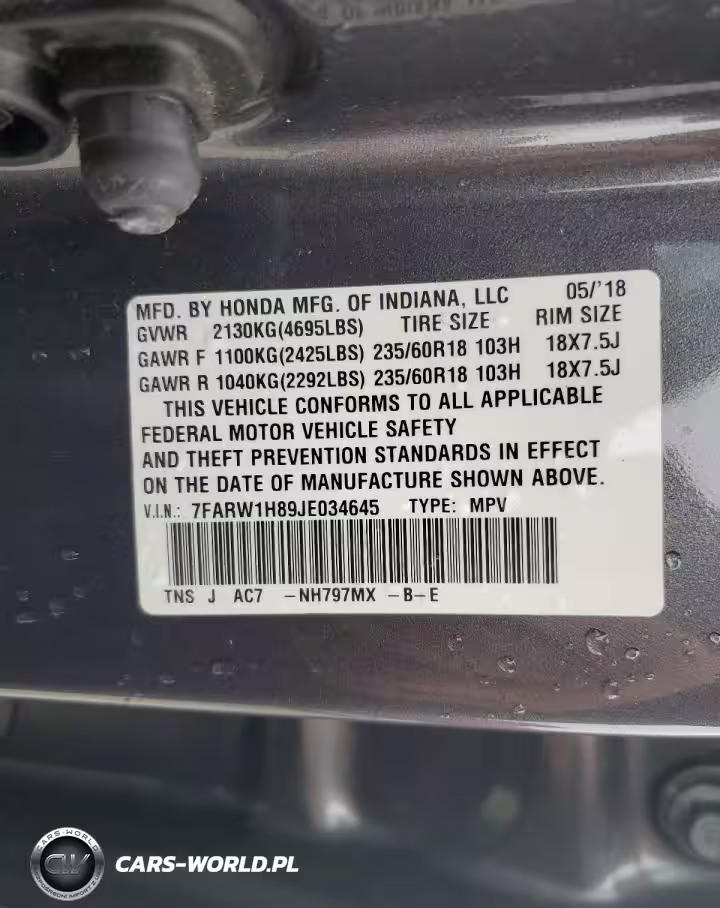 MFD. BY HONDA MFG. OF INDIANA, LLC 05/'18
GVWR 2130KG(4695LBS) TIRE SIZE RIM SIZE
GAWR F 1100KG(2425LBS) 235/60R18 103H 18X7.5J
GAWR R 1040KG(2292LBS) 235/60R18 103H 18X7.5J
THIS VEHICLE CONFORMS TO ALL APPLICABLE
FEDERAL MOTOR VEHICLE SAFETY
AND THEFT PREVENTION STANDARDS IN EFFECT
ON THE DATE OF MANUFACTURE SHOWN ABOVE.
V.I.N.: 7FARW1H89JE034645 TYPE: MPV
TNS J AC7 -NH797MX -B-E
CARS-WORLD
CW
CARS-WORLD.PL